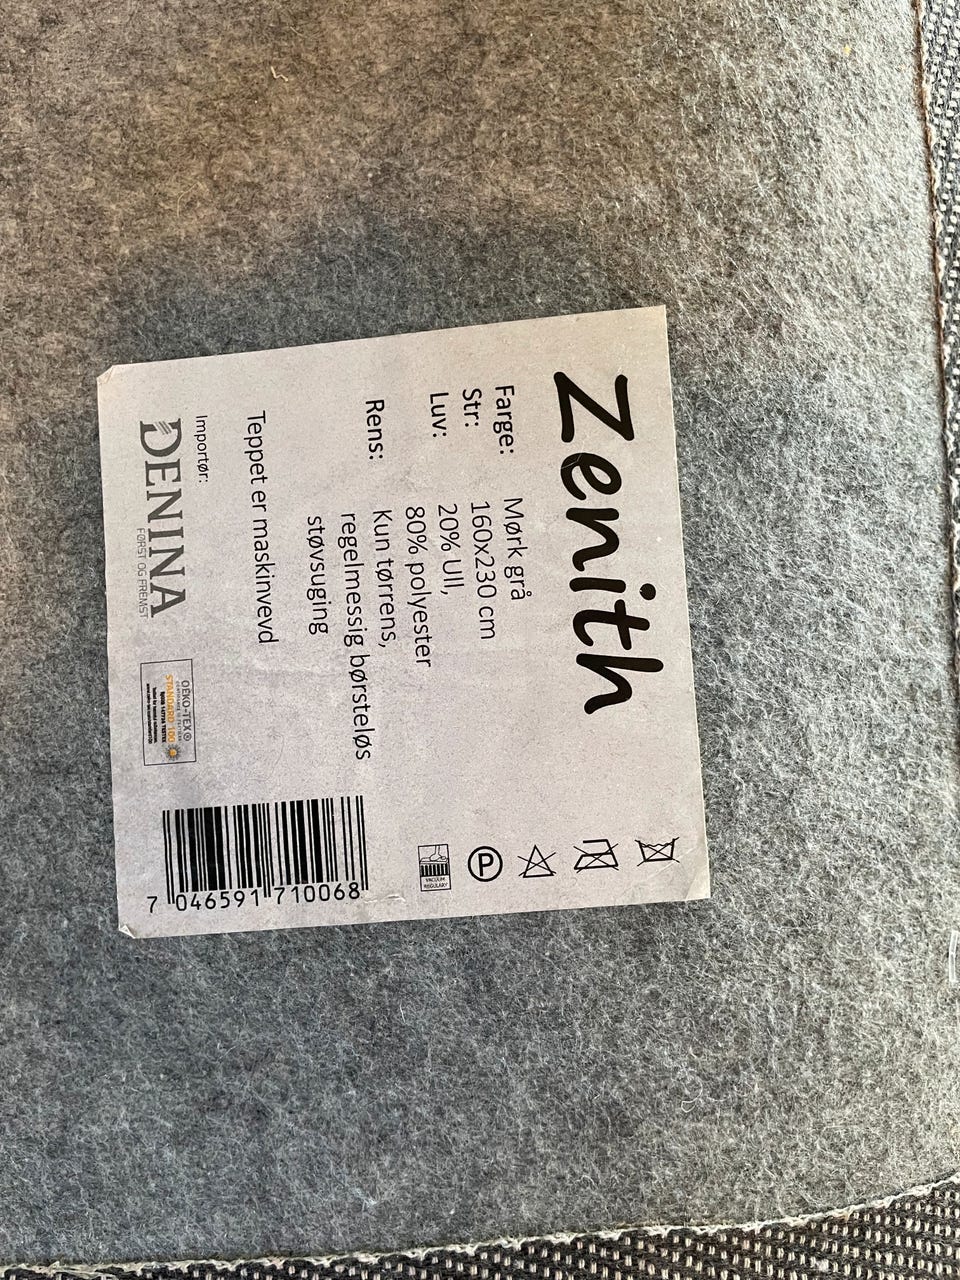 Zenith
Farge: Mørk grå
Str: 160x230 cm
Luv: 20% Ull,
80% polyester
Rens: Kun tørrens,
regelmessig børsteløs
støvsuging
Teppet er maskinvevd
Importør:
DENINA
FØRST OG FREMST
OEKO-TEX®
STANDARD 100
P
VACUUM
REGULARY
7 046591 710068